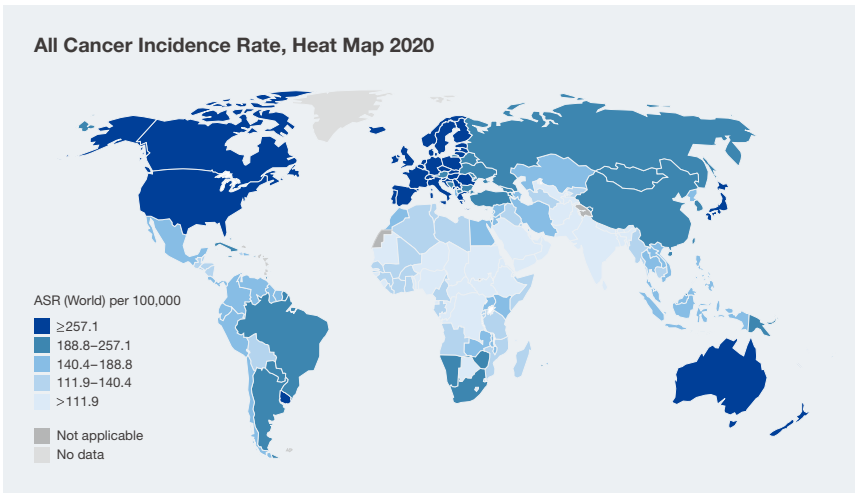 All Cancer Incidence Rate, Heat Map 2020
ASR (World) per 100,000
≥257.1
188.8–257.1
140.4–188.8
111.9–140.4
>111.9
Not applicable
No data